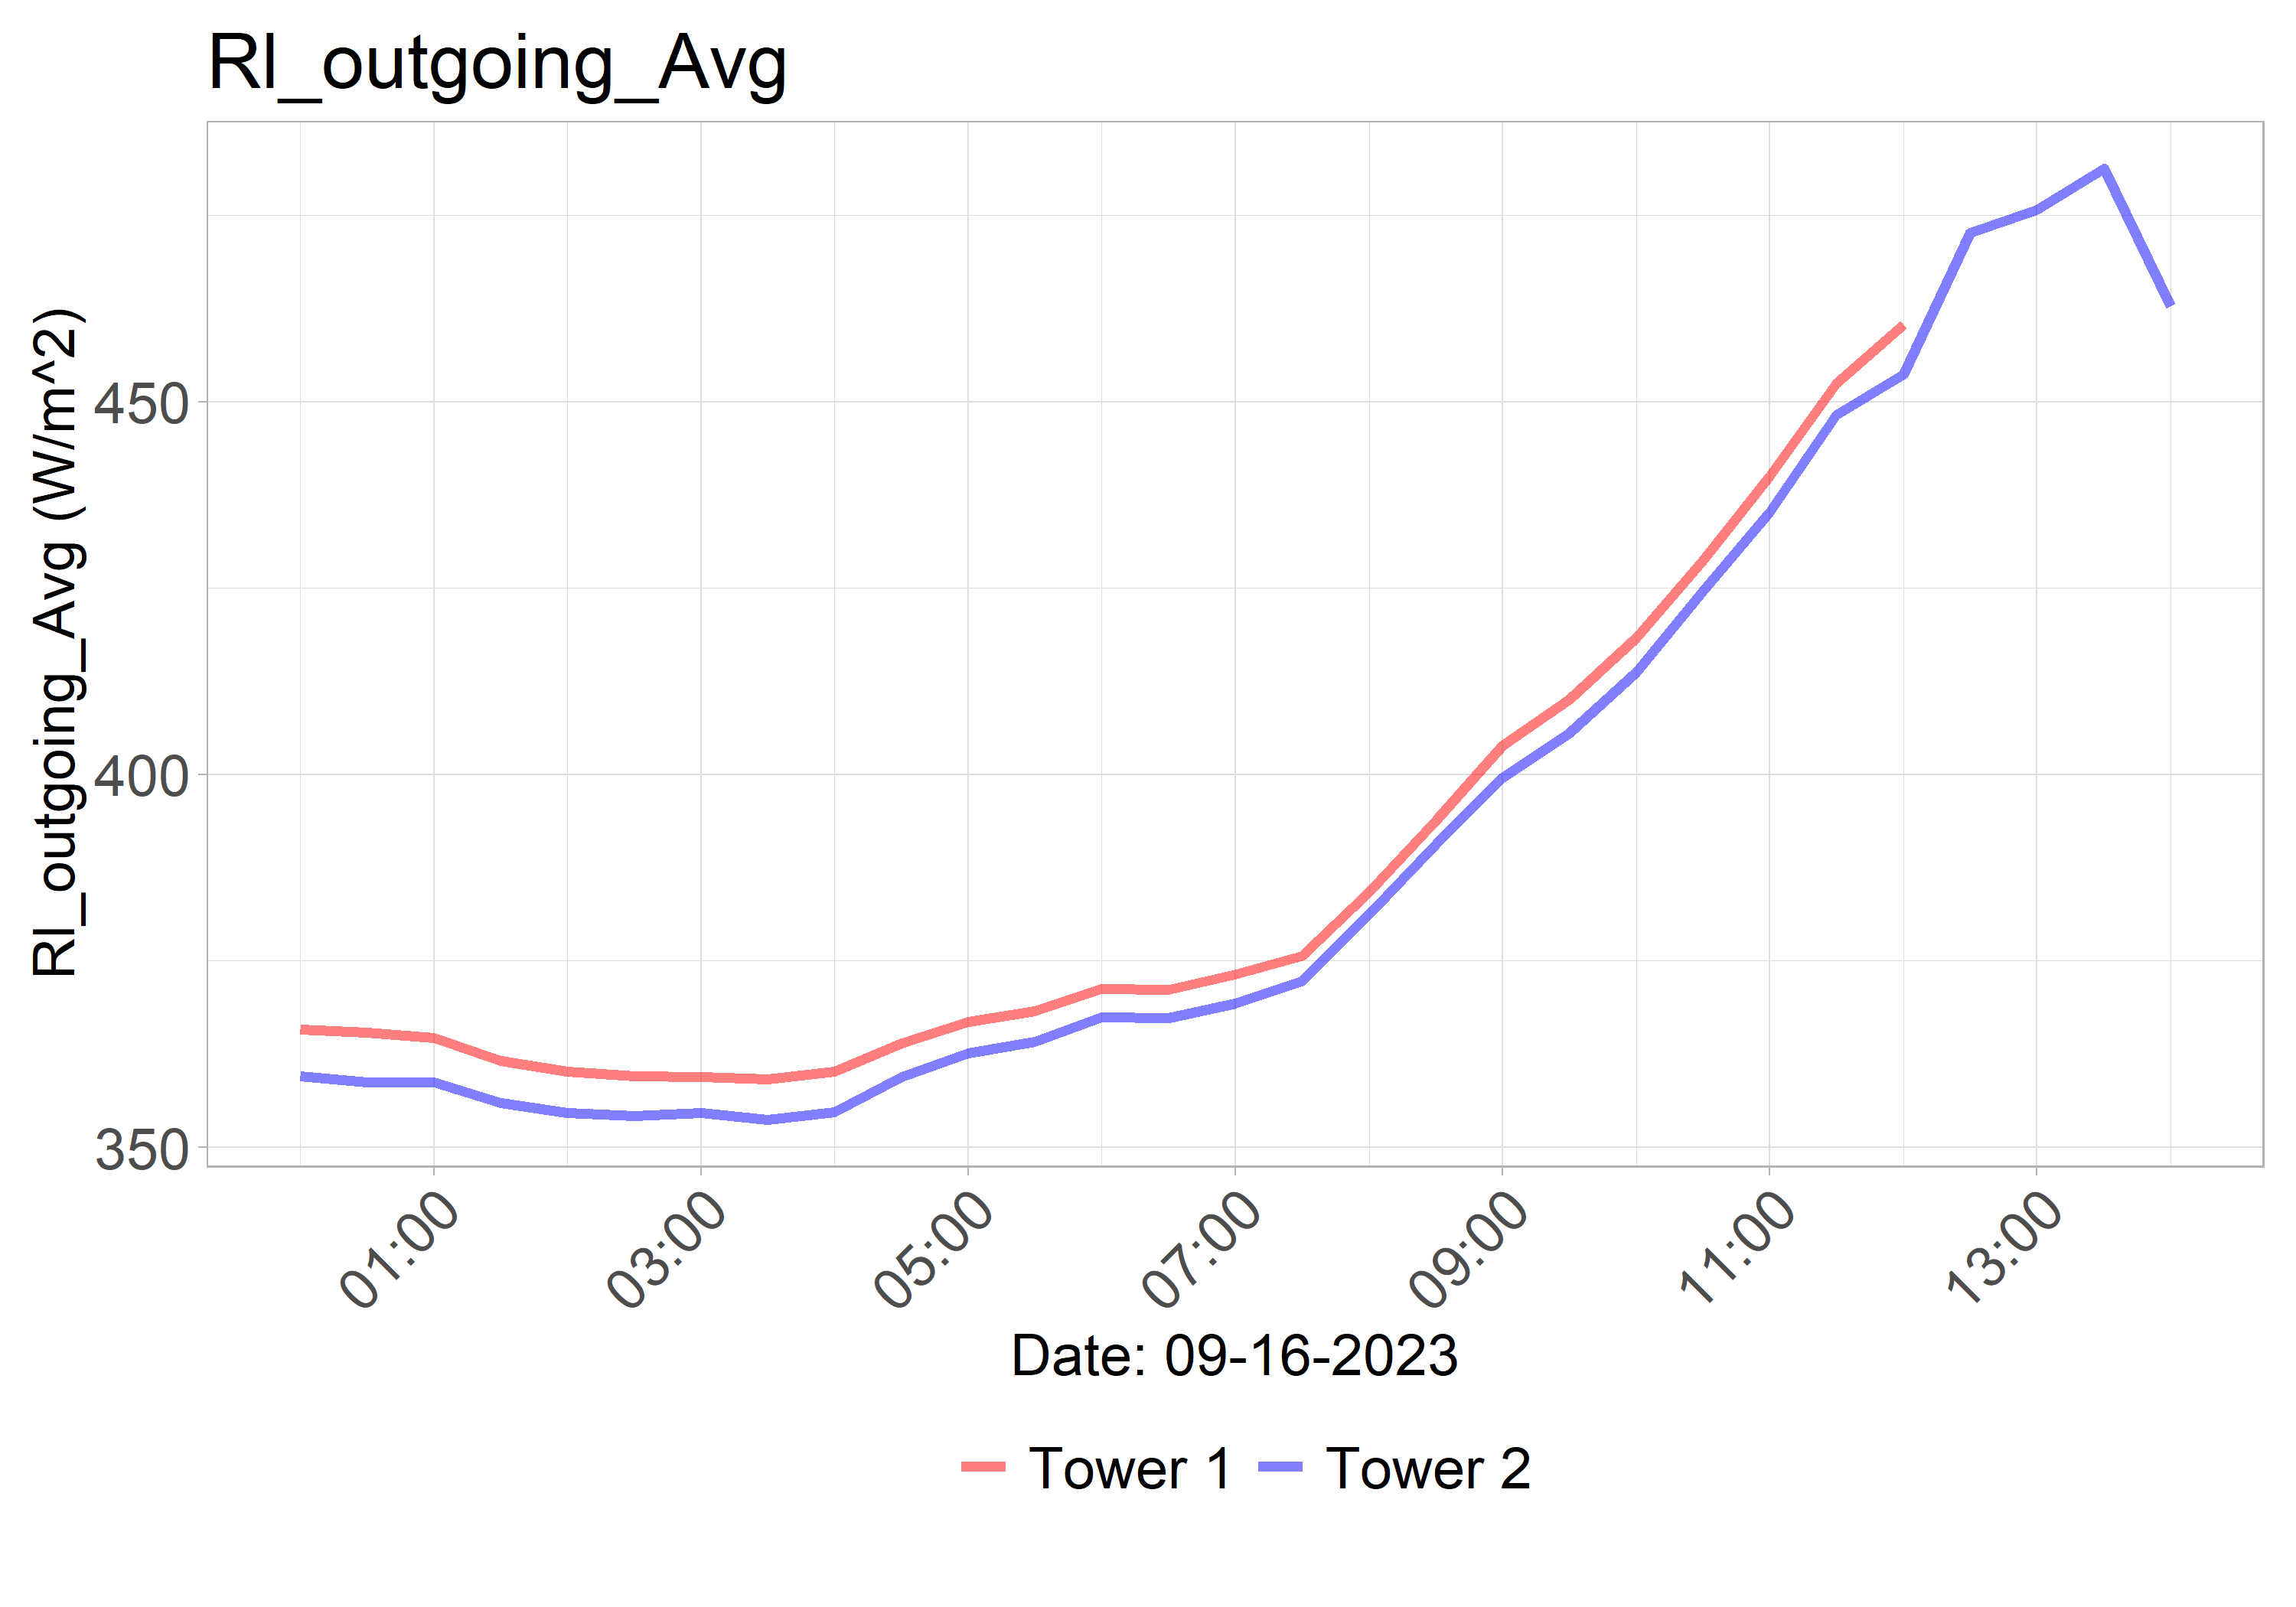 Rl_outgoing_Avg
Rl_outgoing_Avg (W/m^2)
450
400
350
01:00 03:00 05:00 07:00 09:00 11:00 13:00
Date: 09-16-2023
Tower 1 Tower 2